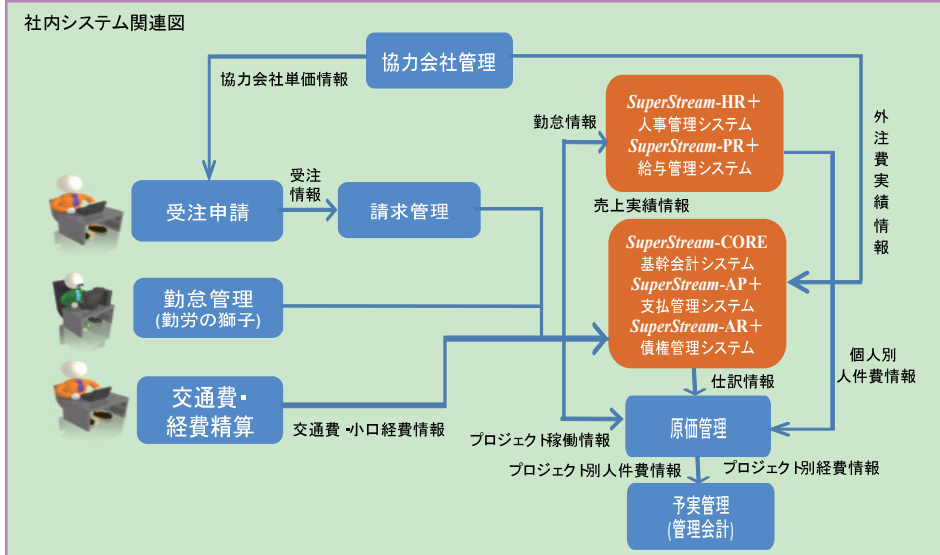 社内システム関連図
協力会社管理
協力会社単価情報
外注費実績情報
勤怠情報
SuperStream-HR+
人事管理システム
SuperStream-PR+
給与管理システム
受注
情報
受注申請
請求管理
売上実績情報
SuperStream-CORE
基幹会計システム
SuperStream-AP+
支払管理システム
SuperStream-AR+
債権管理システム
勤怠管理
(勤労の獅子)
個人別
人件費情報
交通費・
経費精算
交通費・小口経費情報
仕訳情報
プロジェクト稼働情報
原価管理
プロジェクト別人件費情報
プロジェクト別経費情報
予実管理
(管理会計)